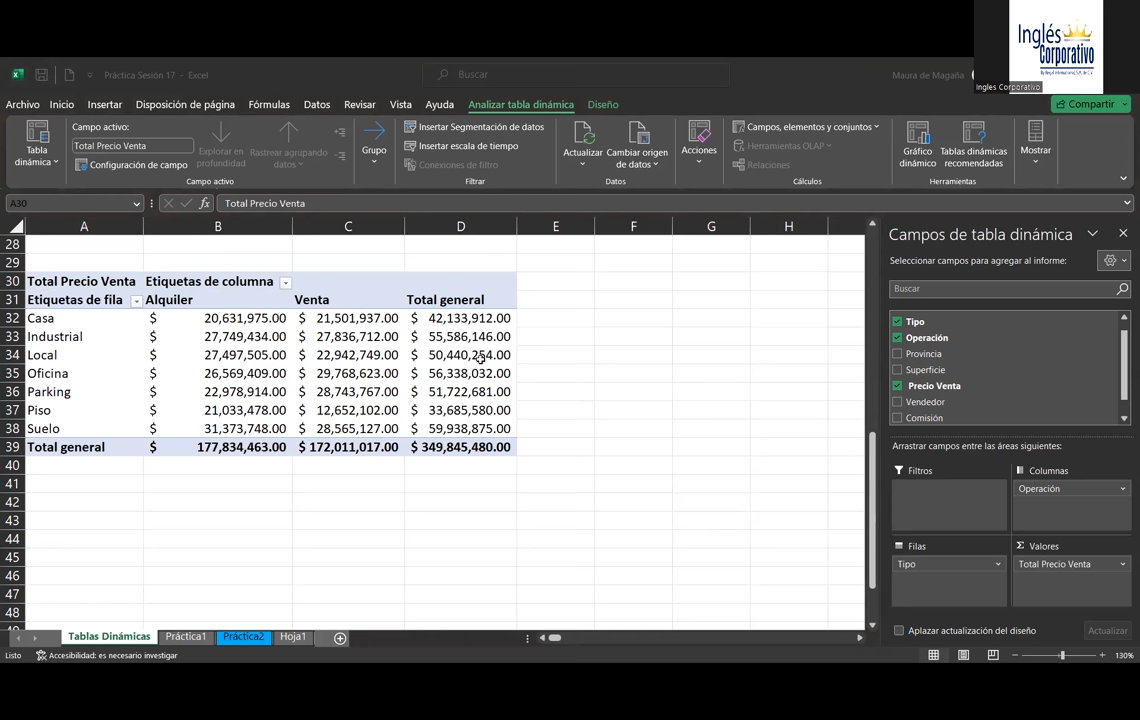 Inglés
Corporativo
By Regal International, S.A. de C.V.
Ingles Corporativo
Práctica Sesión 17 - Excel
Buscar
Maura de Magaña
Archivo Inicio Insertar Disposición de página Fórmulas Datos Revisar Vista Ayuda Analizar tabla dinámica Diseño Compartir
Tabla dinámica
Campo activo:
Total Precio Venta
Configuración de campo
Explorar en profundidad
Rastrear agrupando datos
Campo activo
Grupo
Insertar Segmentación de datos
Insertar escala de tiempo
Conexiones de filtro
Filtrar
Actualizar
Cambiar origen de datos
Datos
Acciones
Campos, elementos y conjuntos
Herramientas OLAP
Relaciones
Cálculos
Gráfico dinámico
Tablas dinámicas recomendadas
Herramientas
Mostrar
A30 fx Total Precio Venta
A B C D E F G H
28
29
30 Total Precio Venta Etiquetas de columna
31 Etiquetas de fila Alquiler Venta Total general
32 Casa $ 20,631,975.00 $ 21,501,937.00 $ 42,133,912.00
33 Industrial $ 27,749,434.00 $ 27,836,712.00 $ 55,586,146.00
34 Local $ 27,497,505.00 $ 22,942,749.00 $ 50,440,254.00
35 Oficina $ 26,569,409.00 $ 29,768,623.00 $ 56,338,032.00
36 Parking $ 22,978,914.00 $ 28,743,767.00 $ 51,722,681.00
37 Piso $ 21,033,478.00 $ 12,652,102.00 $ 33,685,580.00
38 Suelo $ 31,373,748.00 $ 28,565,127.00 $ 59,938,875.00
39 Total general $ 177,834,463.00 $ 172,011,017.00 $ 349,845,480.00
40
41
42
43
44
45
46
47
48
Campos de tabla dinámica
Seleccionar campos para agregar al informe:
Buscar
Tipo
Operación
Provincia
Superficie
Precio Venta
Vendedor
Comisión
Arrastrar campos entre las áreas siguientes:
Filtros
Columnas
Operación
Filas
Tipo
Valores
Total Precio Venta
Aplazar actualización del diseño Actualizar
Tablas Dinámicas Práctica1 Práctica2 Hoja1
Listo Accesibilidad: es necesario investigar 130%